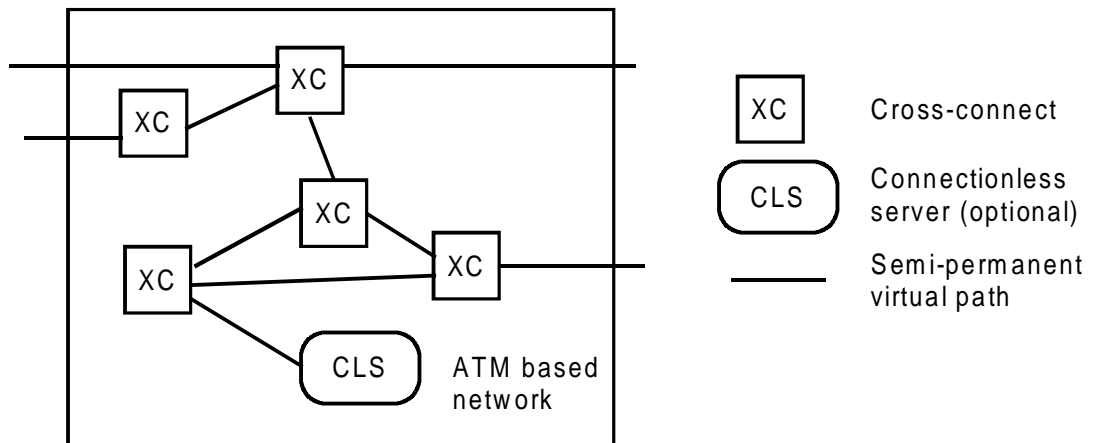 XC
XC
XC
XC
XC
CLS
ATM based
network
XC
Cross-connect
CLS
Connectionless
server (optional)
Semi-permanent
virtual path